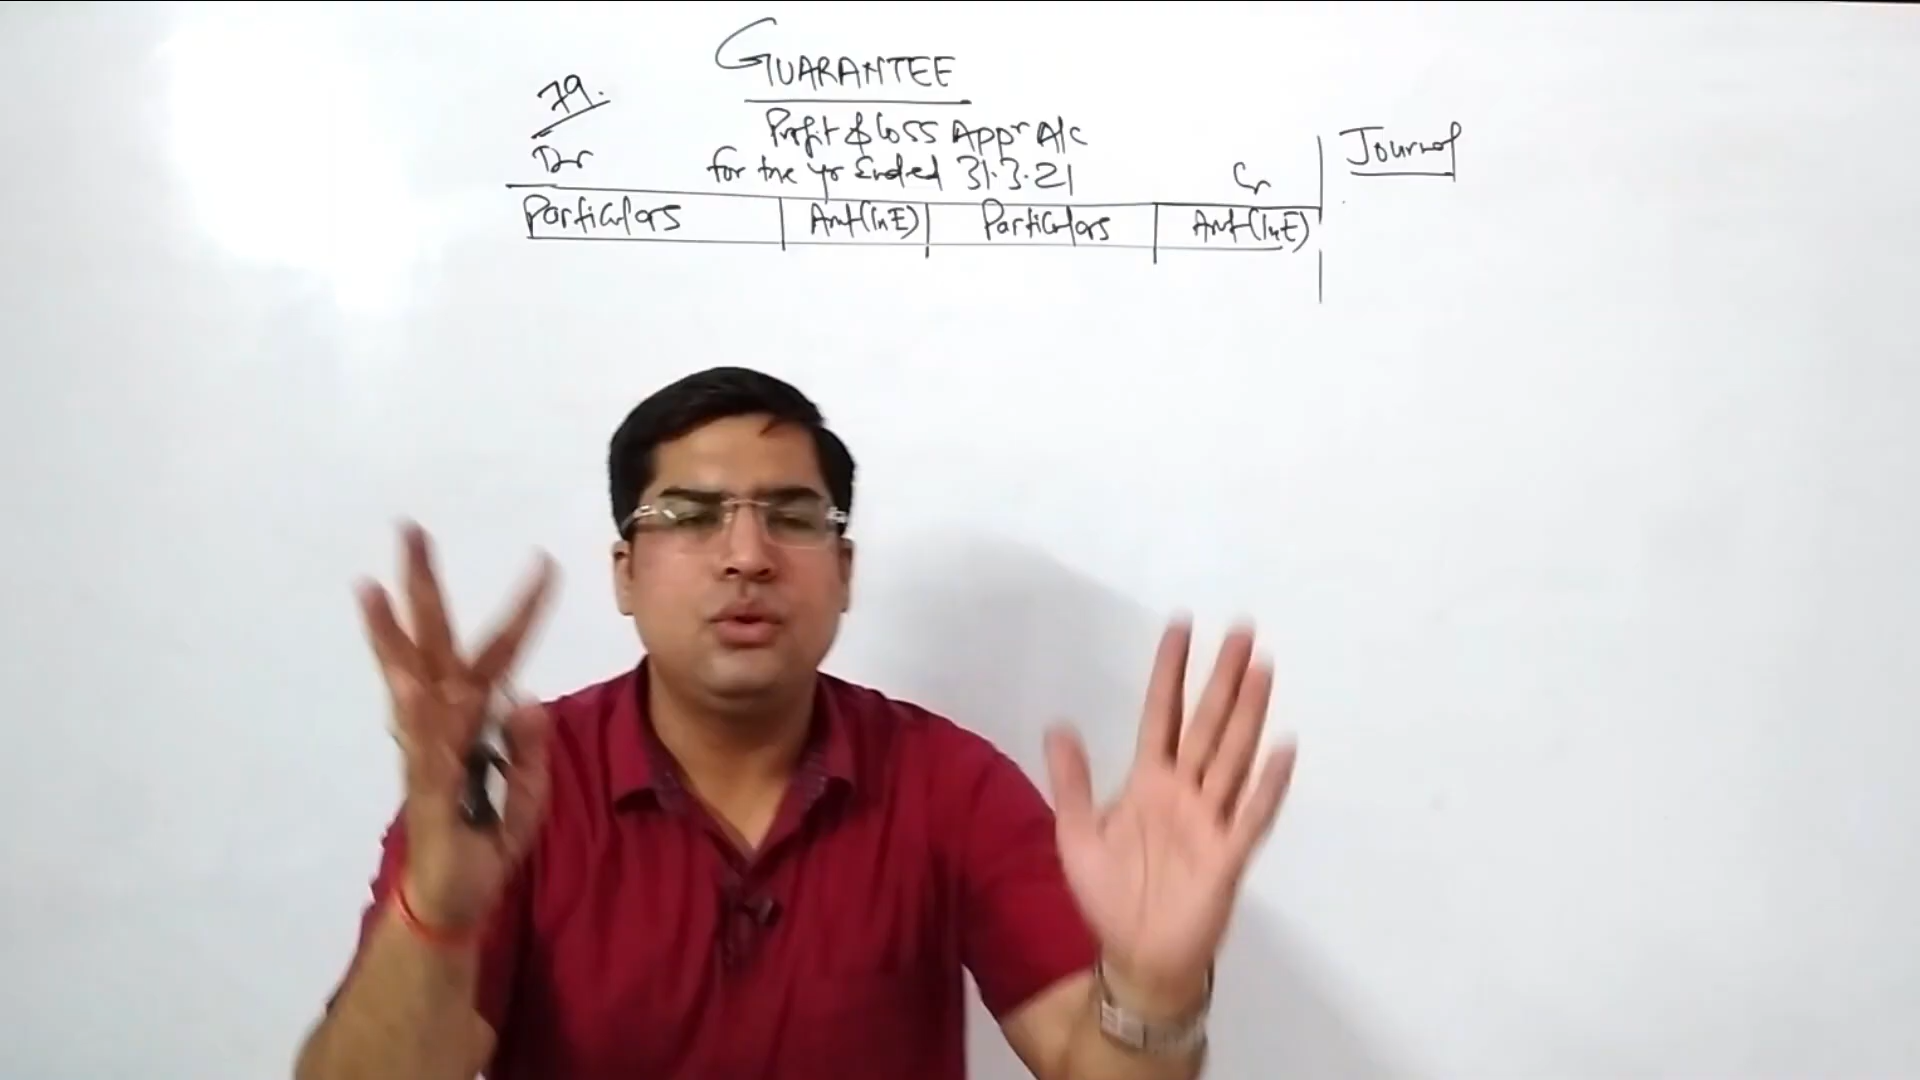 GUARANTEE
79.
Profit & Loss Appr A/c
Dr for the yr Ended 31.3.21 Cr
Particulars Amt(In ₹) Particulars Amt(In ₹)
Journal